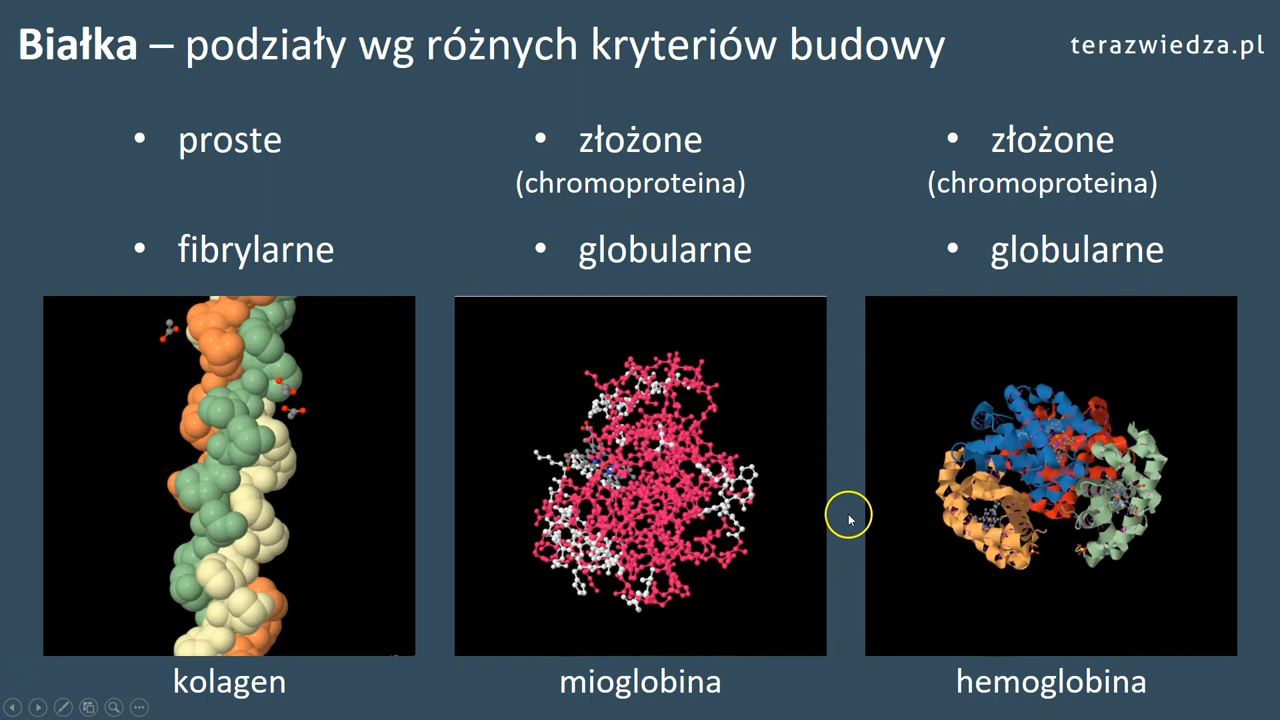 Białka – podziały wg różnych kryteriów budowy
terazwiedza.pl
• proste
• złożone
(chromoproteina)
• złożone
(chromoproteina)
• fibrylarne
• globularne
• globularne
kolagen
mioglobina
hemoglobina